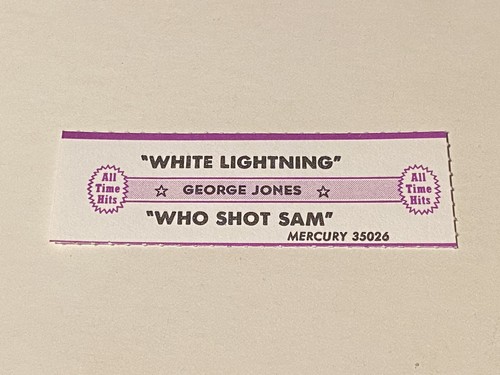 "WHITE LIGHTNING"
All
Time
Hits
☆ GEORGE JONES ☆
All
Time
Hits
"WHO SHOT SAM"
MERCURY 35026